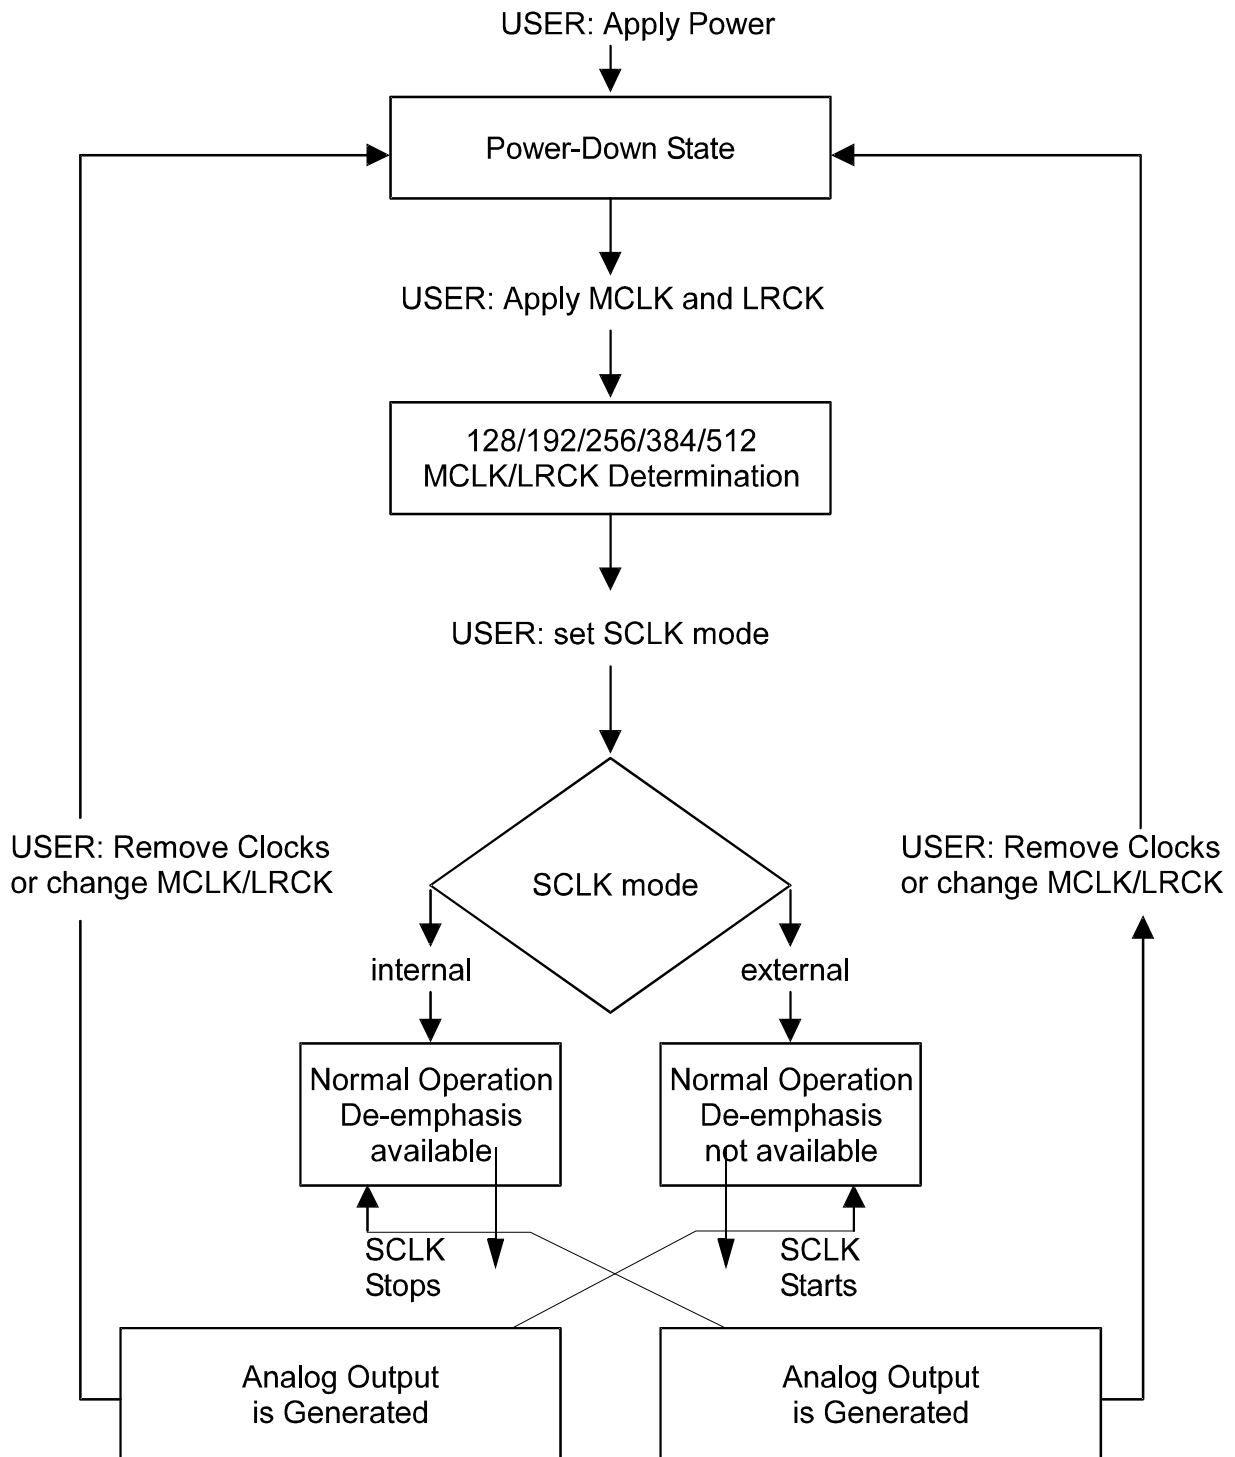 USER: Apply Power
Power-Down State
USER: Apply MCLK and LRCK
128/192/256/384/512
MCLK/LRCK Determination
USER: set SCLK mode
USER: Remove Clocks
or change MCLK/LRCK
SCLK mode
USER: Remove Clocks
or change MCLK/LRCK
internal
external
Normal Operation
De-emphasis
available
Normal Operation
De-emphasis
not available
SCLK
Stops
SCLK
Starts
Analog Output
is Generated
Analog Output
is Generated